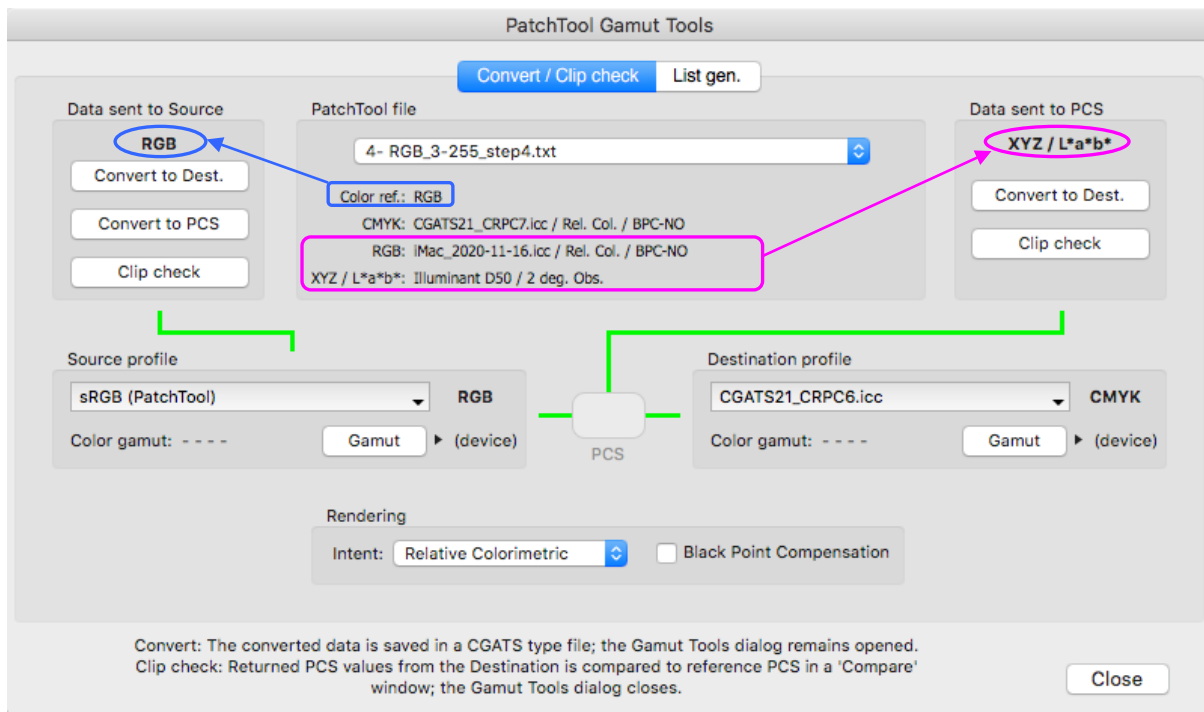 PatchTool Gamut Tools
Convert / Clip check
List gen.
Data sent to Source
RGB
Convert to Dest.
Convert to PCS
Clip check
PatchTool file
4- RGB_3-255_step4.txt
Color ref.: RGB
CMYK: CGATS21_CRPC7.icc / Rel. Col. / BPC-NO
RGB: iMac_2020-11-16.icc / Rel. Col. / BPC-NO
XYZ / L*a*b*: Illuminant D50 / 2 deg. Obs.
Data sent to PCS
XYZ / L*a*b*
Convert to Dest.
Clip check
Source profile
sRGB (PatchTool)
RGB
Color gamut: - - - -
Gamut
(device)
PCS
Destination profile
CGATS21_CRPC6.icc
CMYK
Color gamut: - - - -
Gamut
(device)
Rendering
Intent: Relative Colorimetric
Black Point Compensation
Convert: The converted data is saved in a CGATS type file; the Gamut Tools dialog remains opened.
Clip check: Returned PCS values from the Destination is compared to reference PCS in a 'Compare'
window; the Gamut Tools dialog closes.
Close